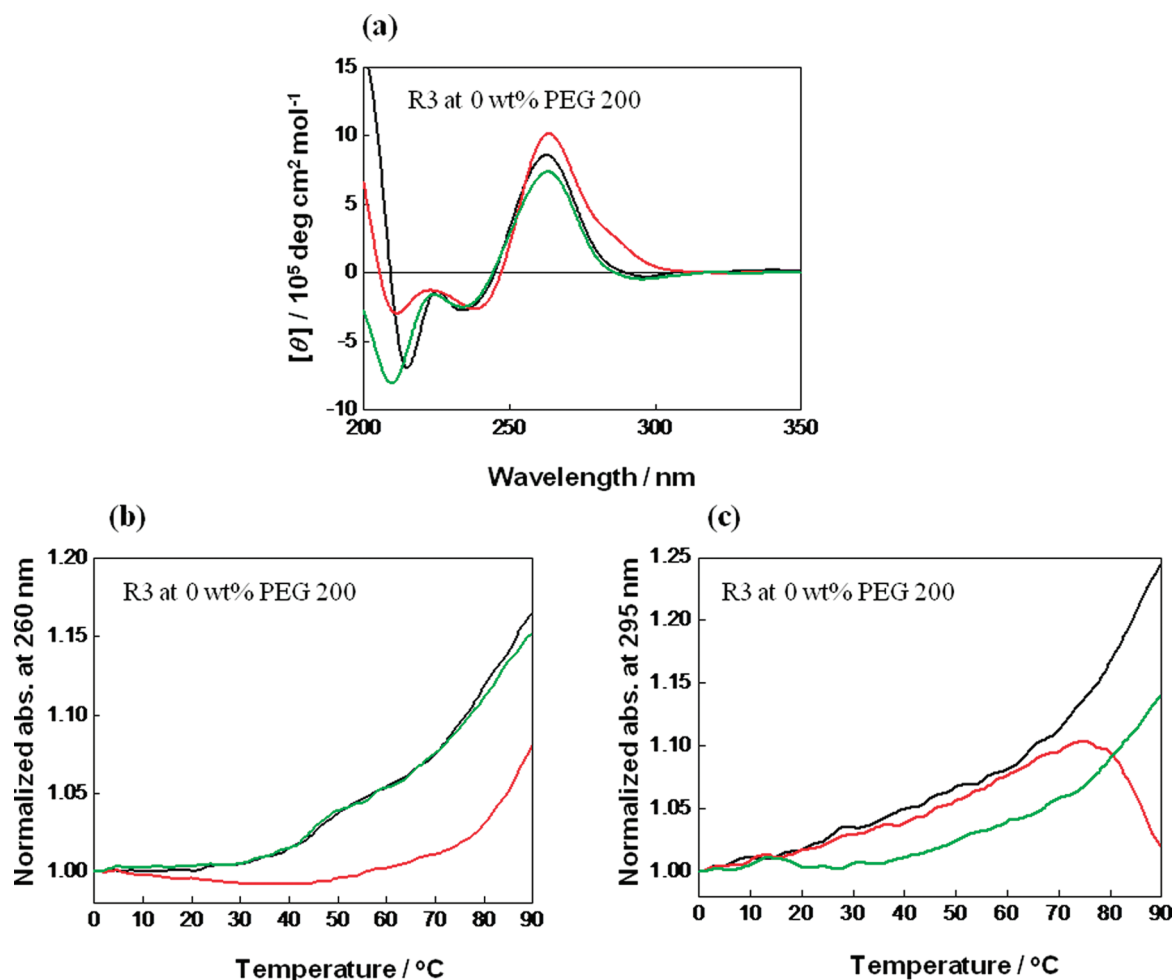 (a)
15
10
5
0
−5
−10
[θ] / 10⁵ deg cm² mol⁻¹
R3 at 0 wt% PEG 200
200 250 300 350
Wavelength / nm
(b)
1.20
1.15
1.10
1.05
1.00
Normalized abs. at 260 nm
R3 at 0 wt% PEG 200
0 10 20 30 40 50 60 70 80 90
Temperature / °C
(c)
1.25
1.20
1.15
1.10
1.05
1.00
Normalized abs. at 295 nm
R3 at 0 wt% PEG 200
0 10 20 30 40 50 60 70 80 90
Temperature / °C